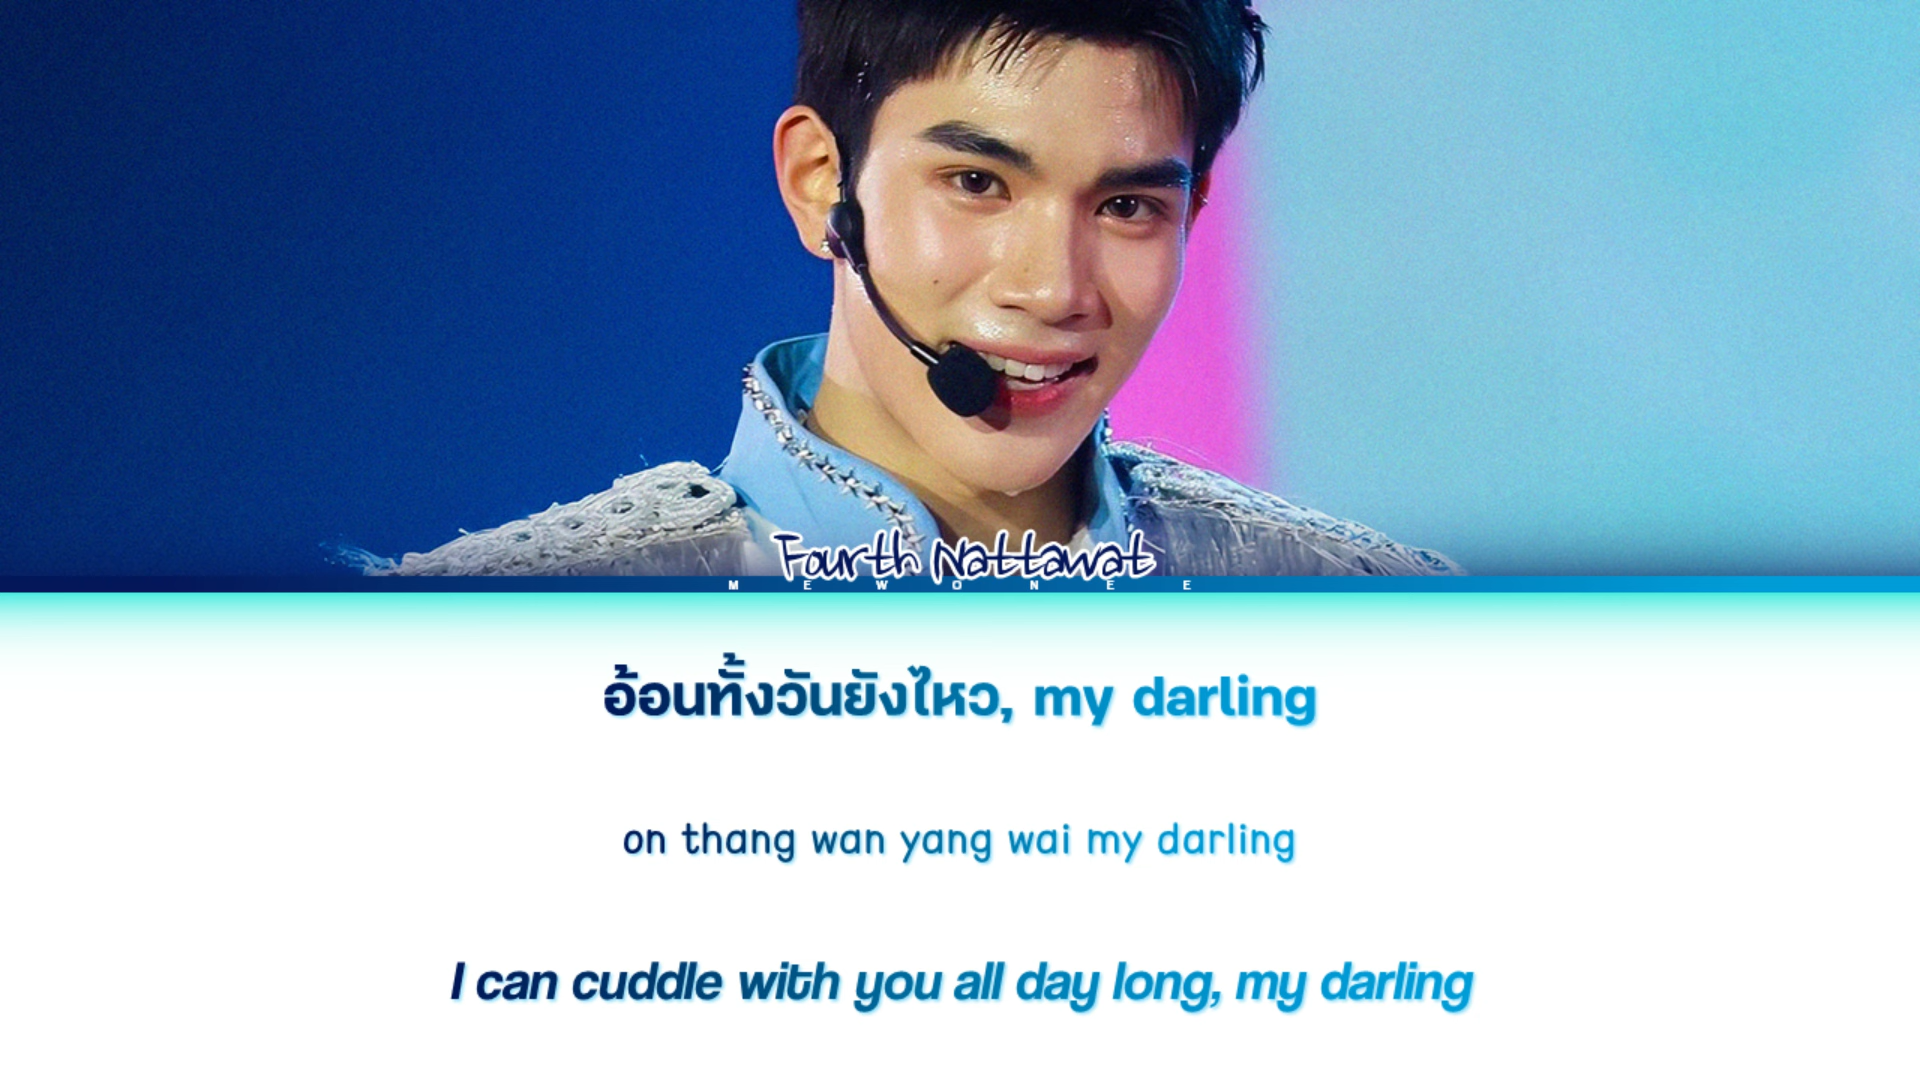 Fourth Nattawat
MEWONEE
อ้อนทั้งวันยังไหว, my darling
on thang wan yang wai my darling
I can cuddle with you all day long, my darling